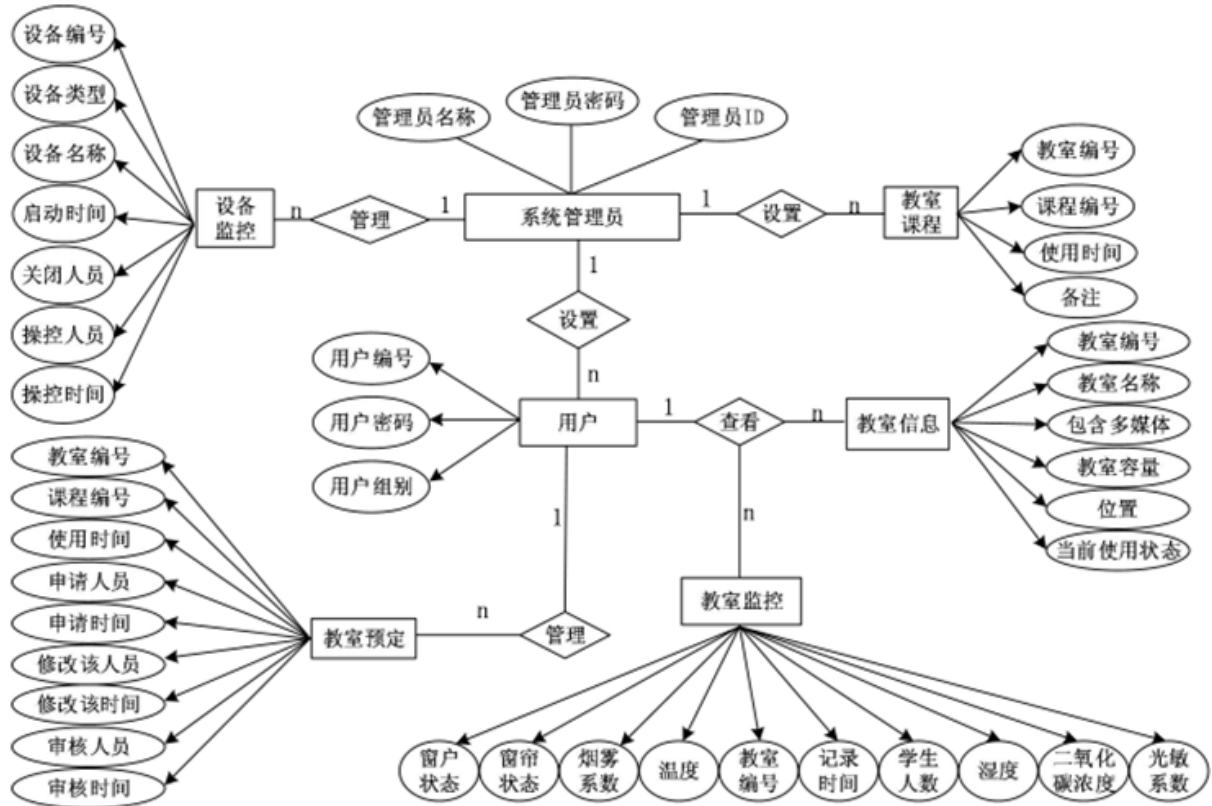 设备编号
设备类型
设备名称
启动时间
关闭人员
操控人员
操控时间
设备
监控
n
管理
1
管理员名称
管理员密码
管理员ID
系统管理员
1
设置
n
教室
课程
教室编号
课程编号
使用时间
备注
1
设置
n
用户编号
用户密码
用户组别
用户
1
查看
n
教室信息
教室编号
教室名称
包含多媒体
教室容量
位置
当前使用状态
教室编号
课程编号
使用时间
申请人员
申请时间
修改该人员
修改该时间
审核人员
审核时间
教室预定
n
管理
1
n
教室监控
窗户
状态
窗帘
状态
烟雾
系数
温度
教室
编号
记录
时间
学生
人数
湿度
二氧化
碳浓度
光敏
系数